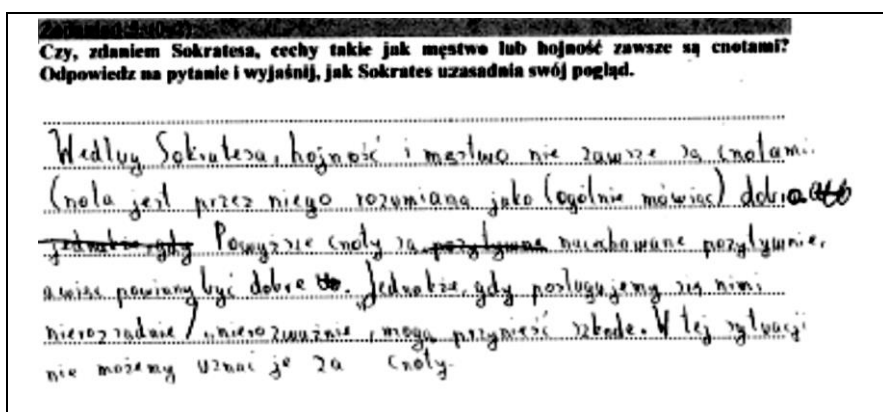 Czy, zdaniem Sokratesa, cechy takie jak męstwo lub hojność zawsze są cnotami?
Odpowiedz na pytanie i wyjaśnij, jak Sokrates uzasadnia swój pogląd.
Według Sokratesa, hojność i męstwo nie zawsze są cnotami.
Cnota jest przez niego rozumiana jako (ogólnie mówiąc) dobra
Powyższe cnoty są nacechowane pozytywnie,
a więc powinny być dobre. Jednakże, gdy posługujemy się nimi
nierozsądnie / nierozważnie, mogą przynieść szkodę. W tej sytuacji
nie możemy uznać je za cnoty.